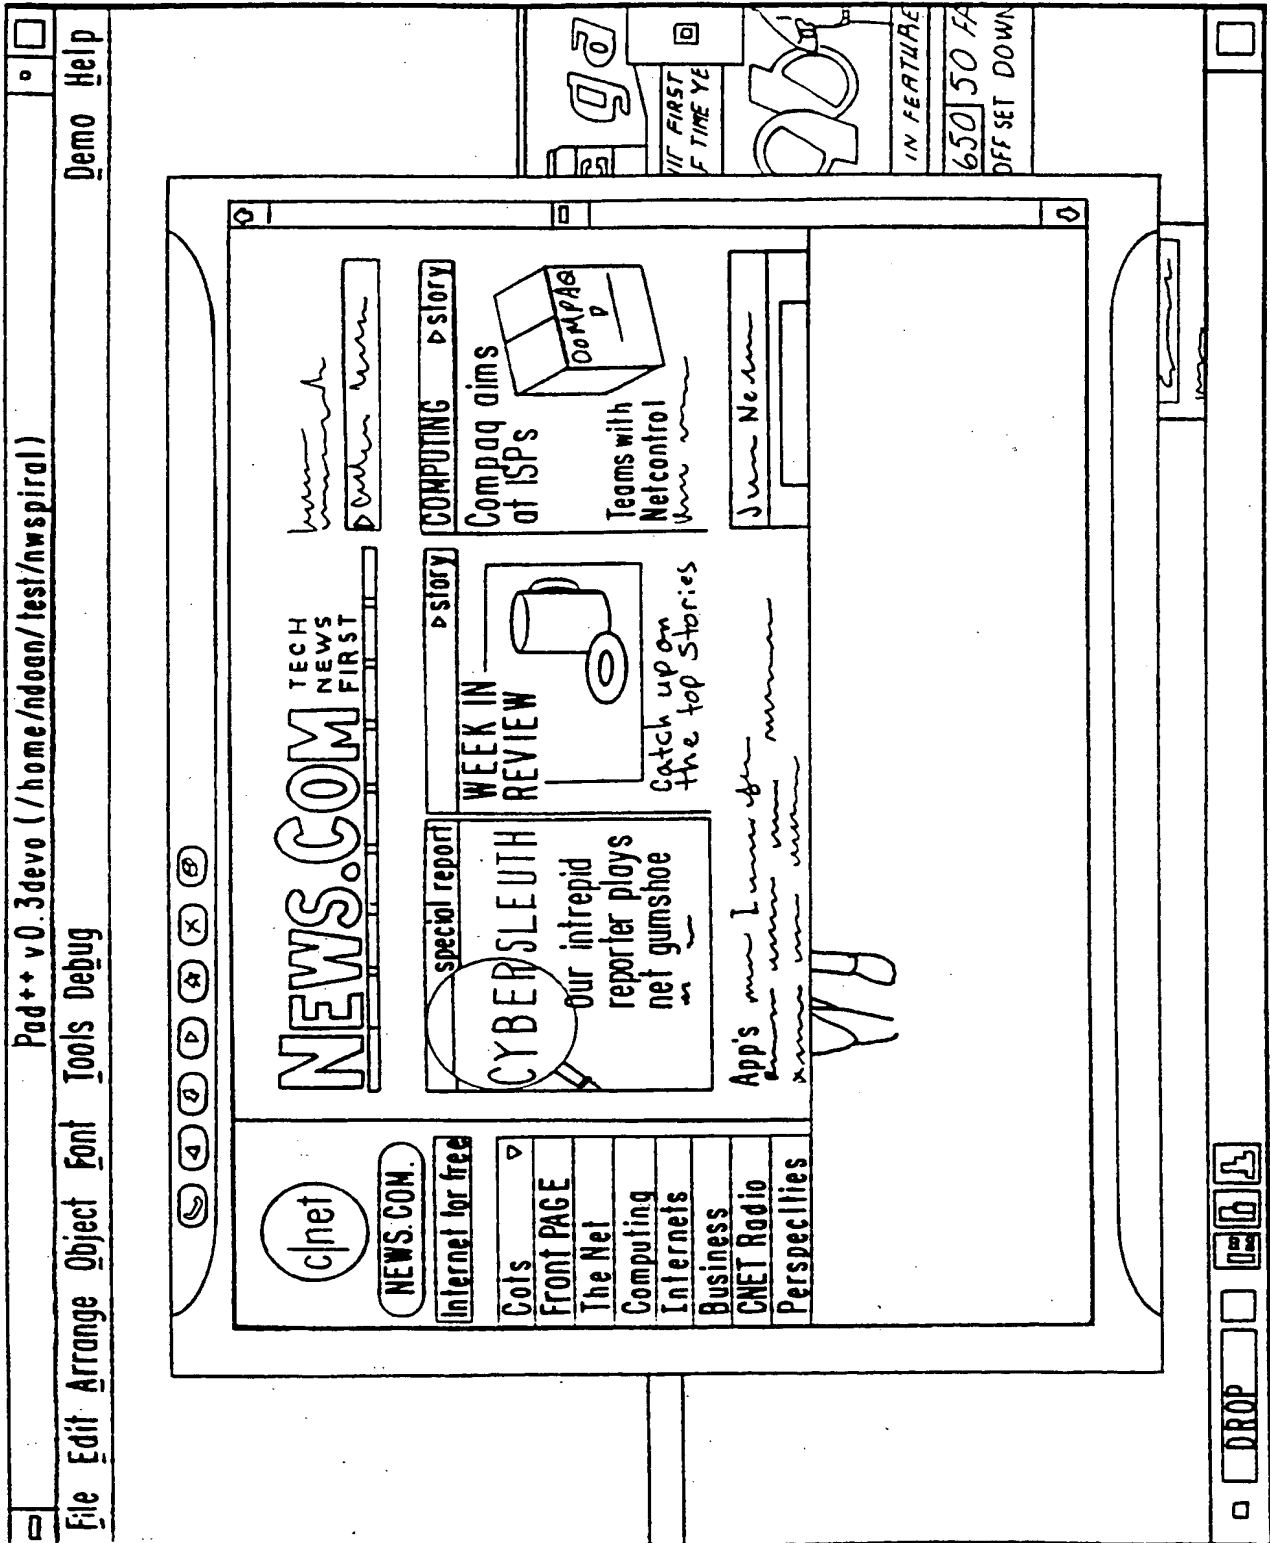 Pad++ v0.3devo (/home/ndoan/test/nwspiral)
File Edit Arrange Object Font Tools Debug Demo Help
c|net
NEWS.COM.
Internet for free
Cots
Front PAGE
The Net
Computing
Internets
Business
CNET Radio
Perspecities
NEWS.COM
TECH
NEWS
FIRST
special report
CYBERSLEUTH
our intrepid
reporter plays
net gumshoe
story
WEEK IN
REVIEW
Catch up on
the top Stories
COMPUTING story
Compaq aims
at ISPs
OOMPAQ
Teams with
Netcontrol
App's
ga
FIRST
F TIME YE
IN FEATURE
650 50 FA
OFF SET DOWN
DROP